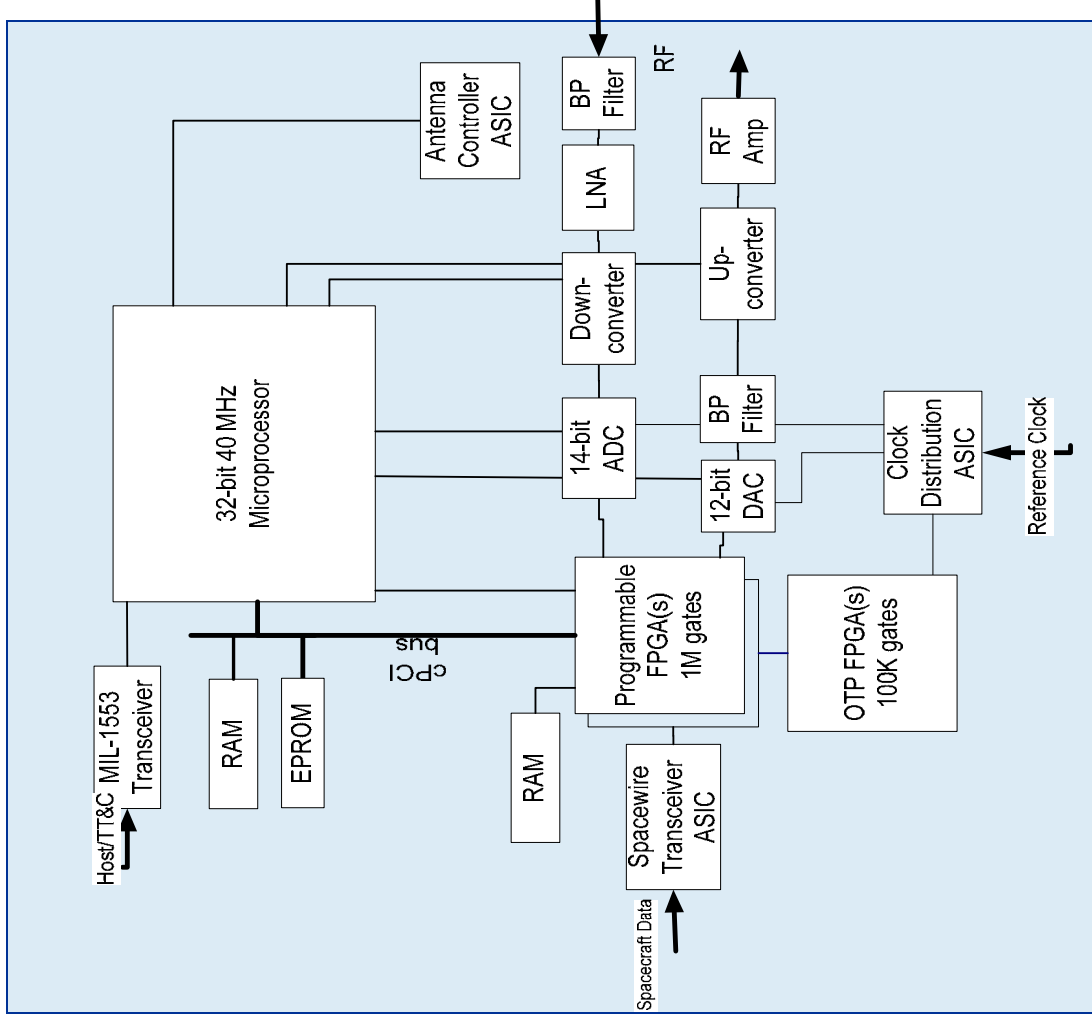 Host/TT&C
MIL-1553
Transceiver
RAM
EPROM
cPCI
bus
32-bit 40 MHz
Microprocessor
Antenna
Controller
ASIC
RAM
Spacecraft Data
Spacewire
Transceiver
ASIC
Programmable
FPGA(s)
1M gates
14-bit
ADC
Down-
converter
LNA
BP
Filter
RF
12-bit
DAC
BP
Filter
Up-
converter
RF
Amp
OTP FPGA(s)
100K gates
Clock
Distribution
ASIC
Reference Clock